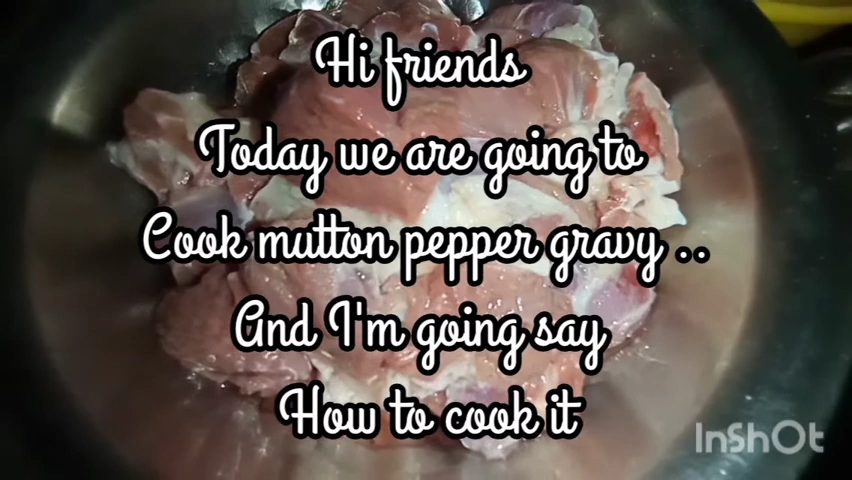 Hi friends
Today we are going to
Cook mutton pepper gravy ..
And I'm going say
How to cook it
InShOt